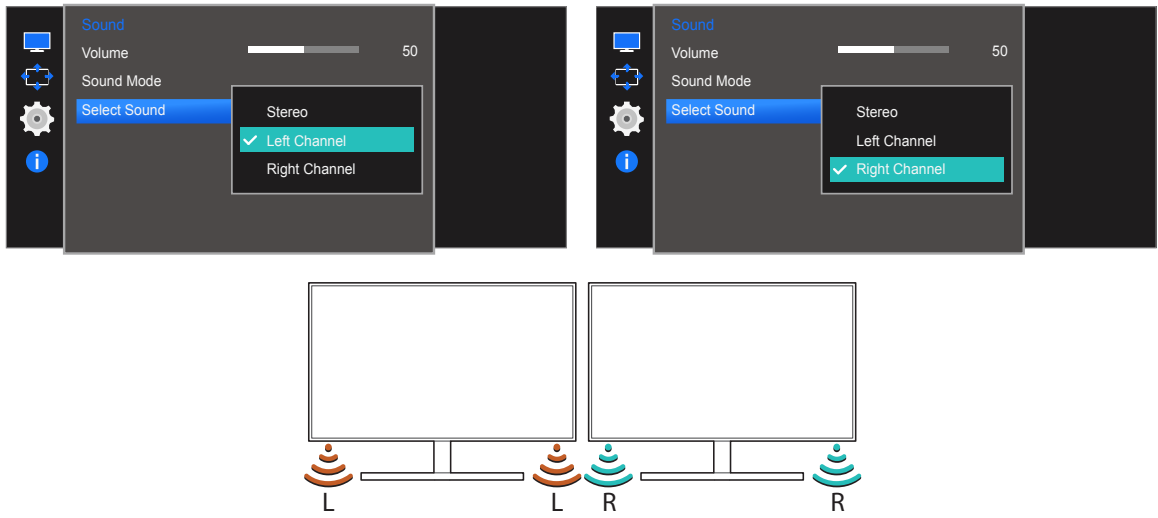 Sound
Volume 50
Sound Mode
Select Sound
Stereo
Left Channel
Right Channel
Sound
Volume 50
Sound Mode
Select Sound
Stereo
Left Channel
Right Channel
L L R R